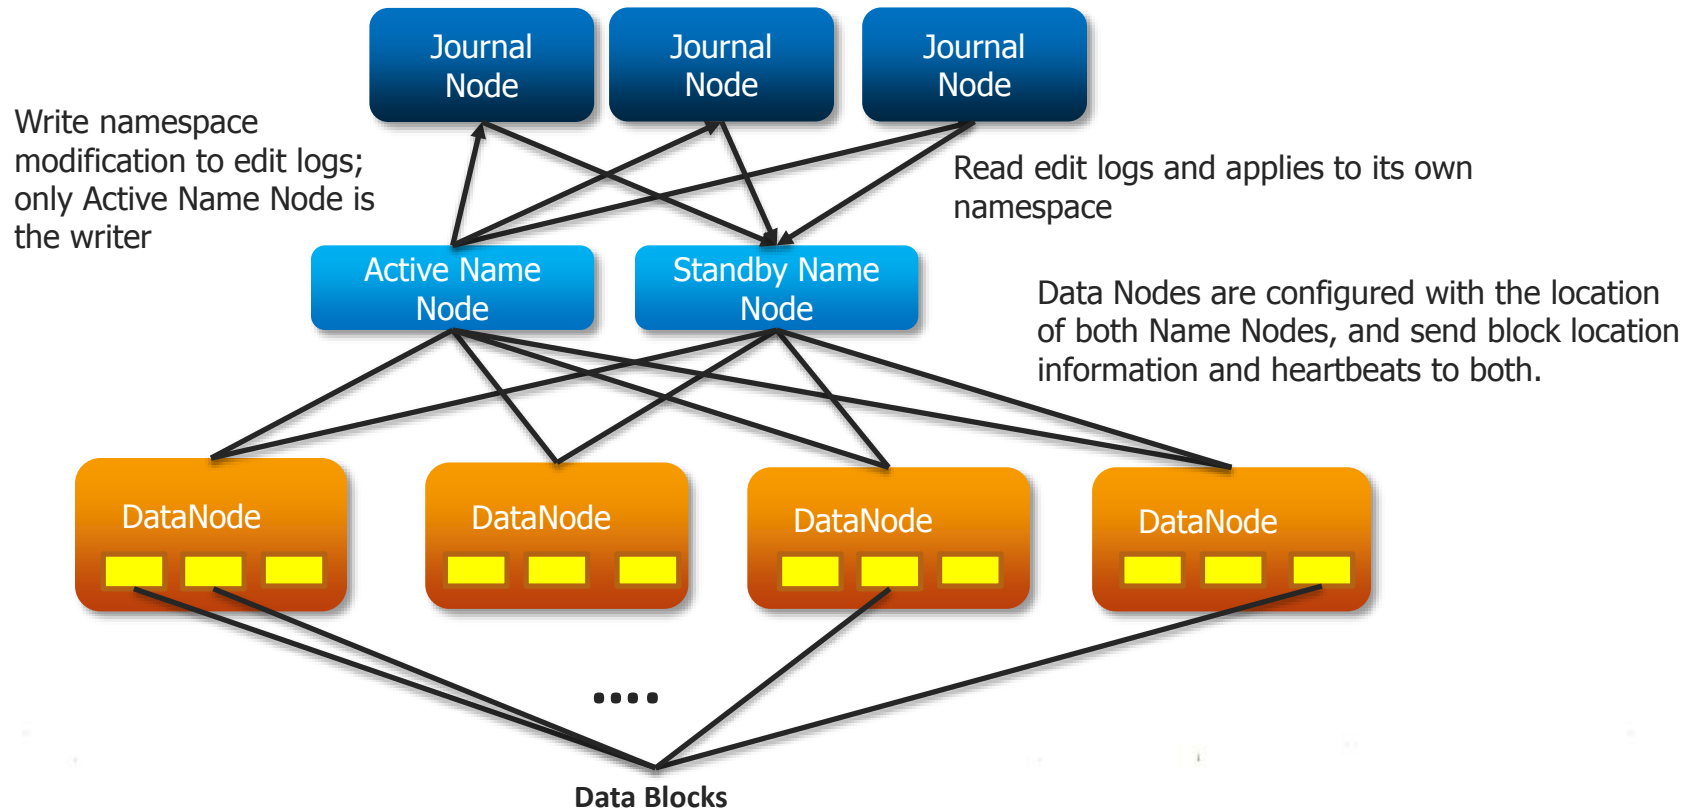 Journal
Node
Journal
Node
Journal
Node
Write namespace
modification to edit logs;
only Active Name Node is
the writer
Read edit logs and applies to its own
namespace
Active Name
Node
Standby Name
Node
Data Nodes are configured with the location
of both Name Nodes, and send block location
information and heartbeats to both.
DataNode
DataNode
DataNode
DataNode
....
Data Blocks